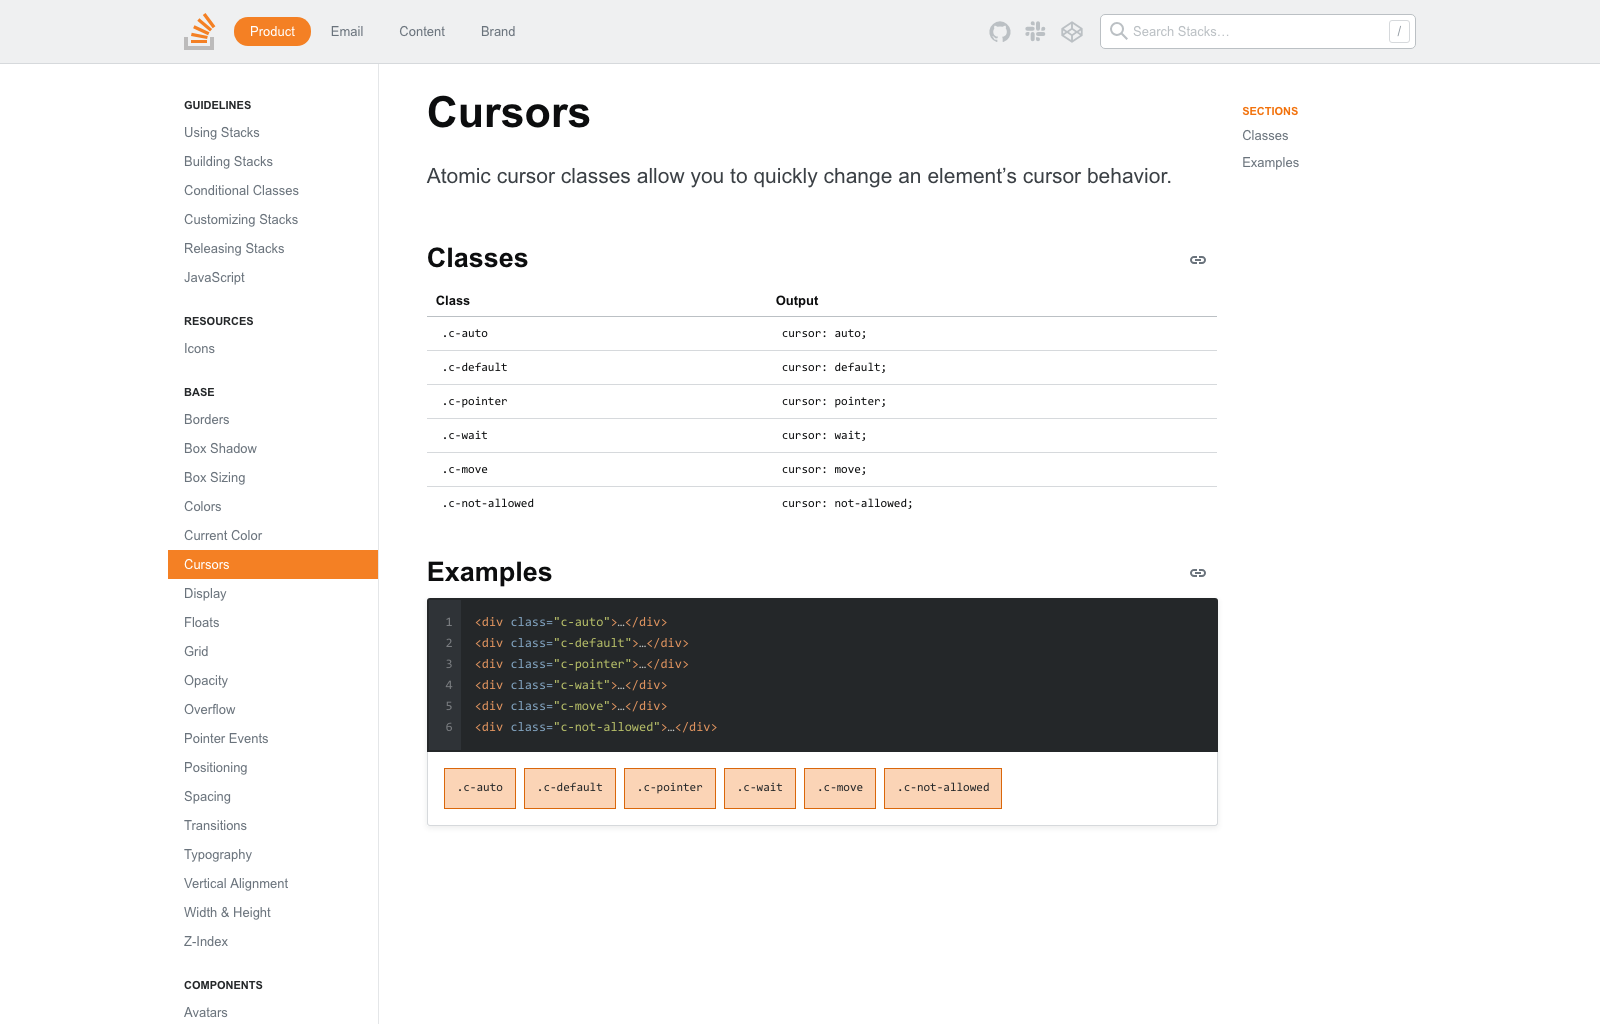 Product Email Content Brand Search Stacks… /
GUIDELINES
Using Stacks
Building Stacks
Conditional Classes
Customizing Stacks
Releasing Stacks
JavaScript
RESOURCES
Icons
BASE
Borders
Box Shadow
Box Sizing
Colors
Current Color
Cursors
Display
Floats
Grid
Opacity
Overflow
Pointer Events
Positioning
Spacing
Transitions
Typography
Vertical Alignment
Width & Height
Z-Index
COMPONENTS
Avatars
Cursors
Atomic cursor classes allow you to quickly change an element’s cursor behavior.
Classes
Class Output
.c-auto cursor: auto;
.c-default cursor: default;
.c-pointer cursor: pointer;
.c-wait cursor: wait;
.c-move cursor: move;
.c-not-allowed cursor: not-allowed;
Examples
1 <div class="c-auto">…</div>
2 <div class="c-default">…</div>
3 <div class="c-pointer">…</div>
4 <div class="c-wait">…</div>
5 <div class="c-move">…</div>
6 <div class="c-not-allowed">…</div>
.c-auto .c-default .c-pointer .c-wait .c-move .c-not-allowed
SECTIONS
Classes
Examples